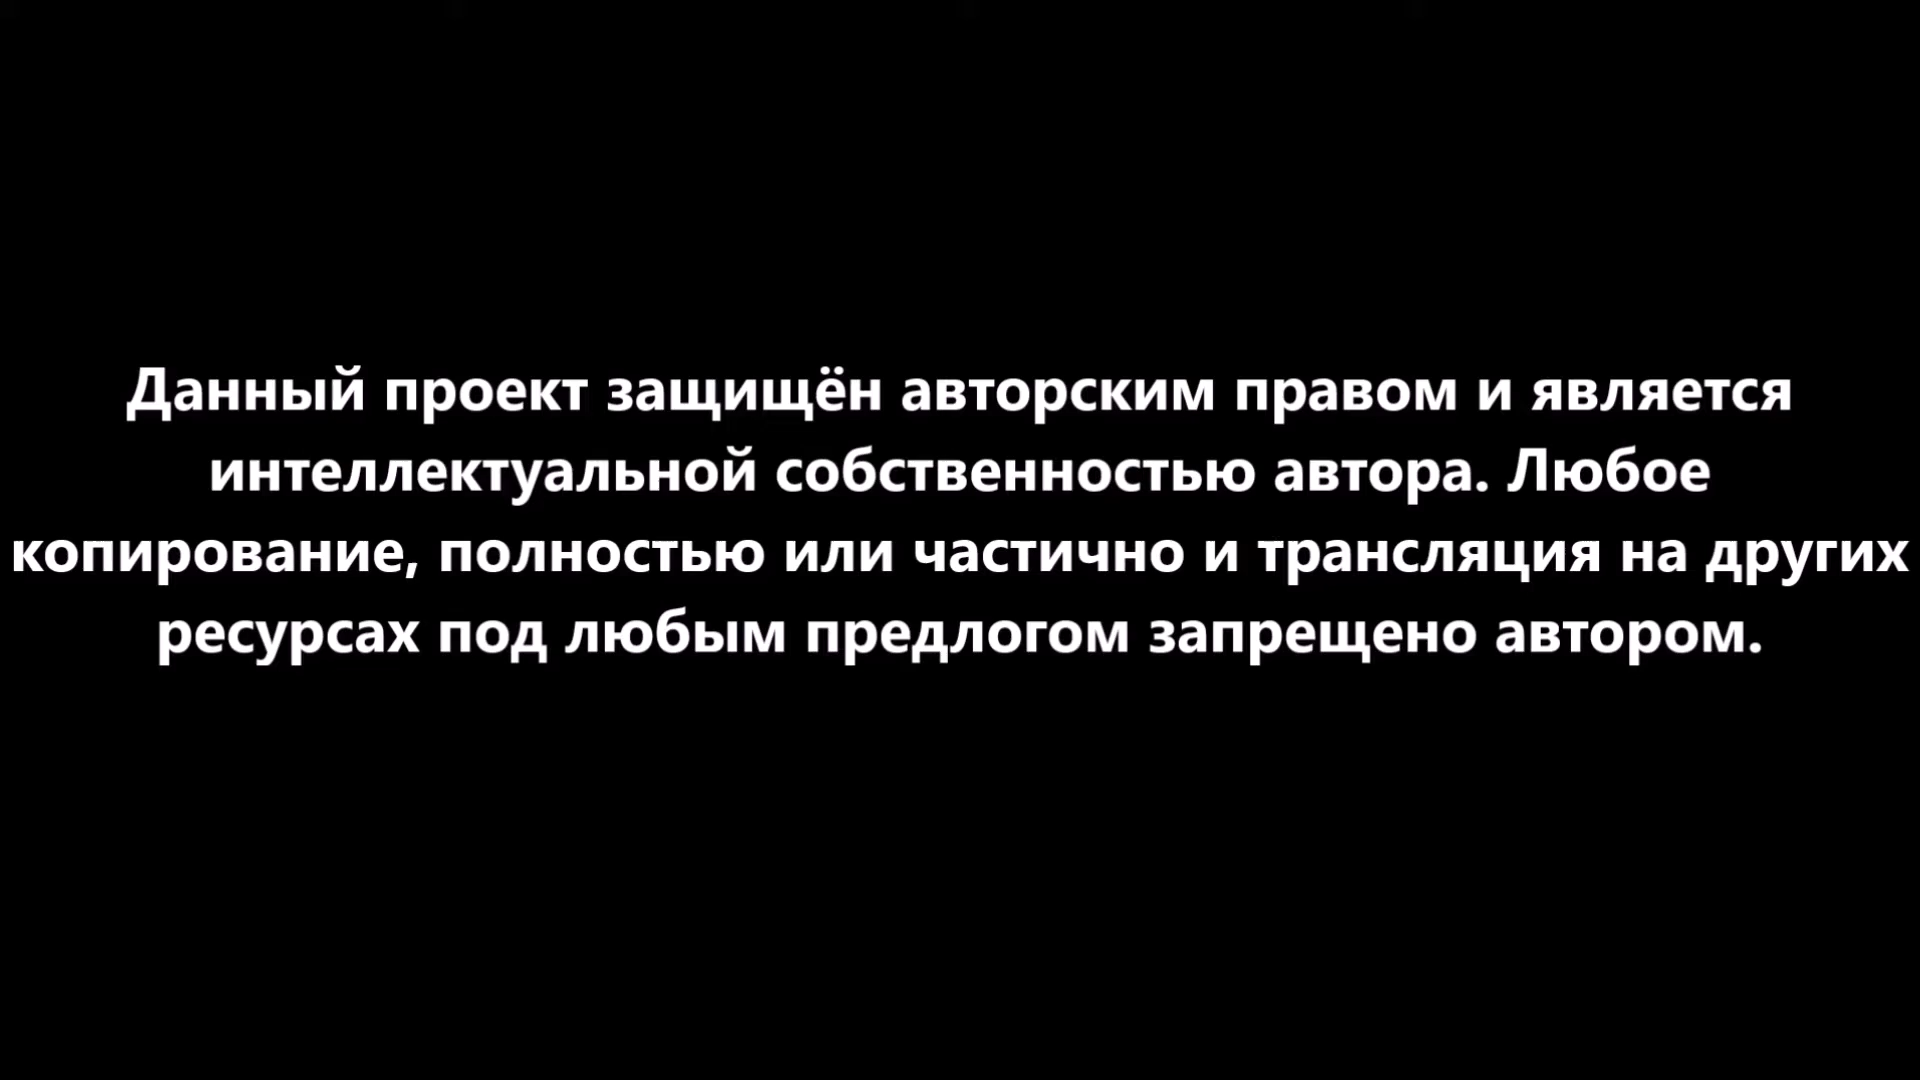 Данный проект защищён авторским правом и является
интеллектуальной собственностью автора. Любое
копирование, полностью или частично и трансляция на других
ресурсах под любым предлогом запрещено автором.